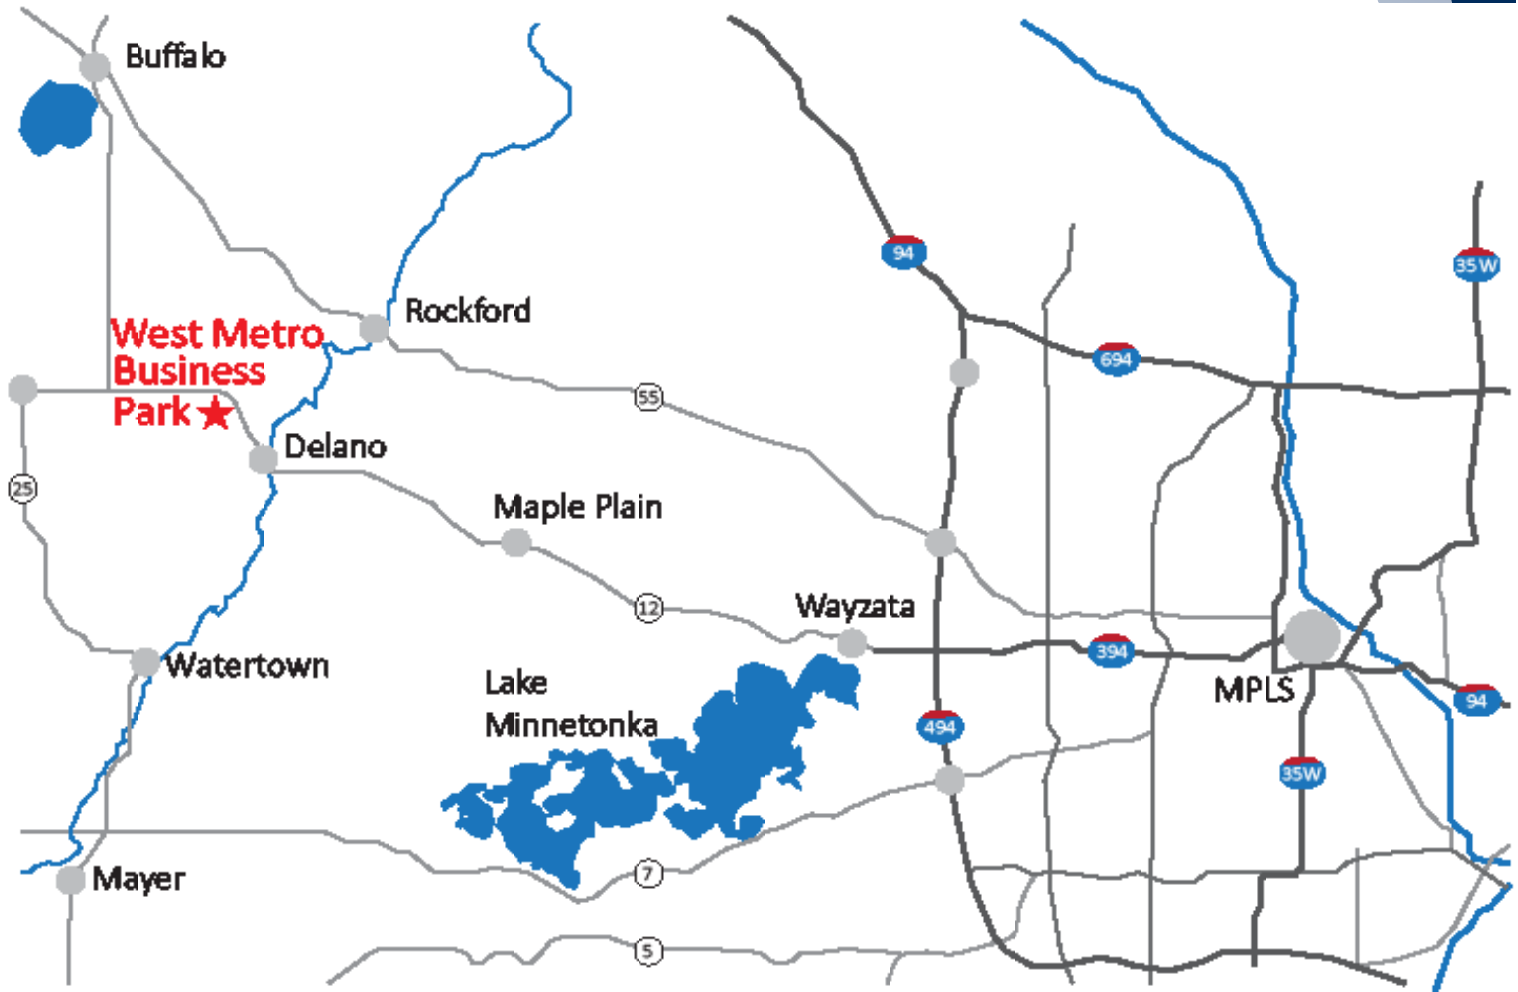 Buffalo
94
35W
Rockford
West Metro
Business
Park
694
55
Delano
25
Maple Plain
12
Wayzata
394
Watertown
Lake
Minnetonka
MPLS
94
494
35W
7
Mayer
5